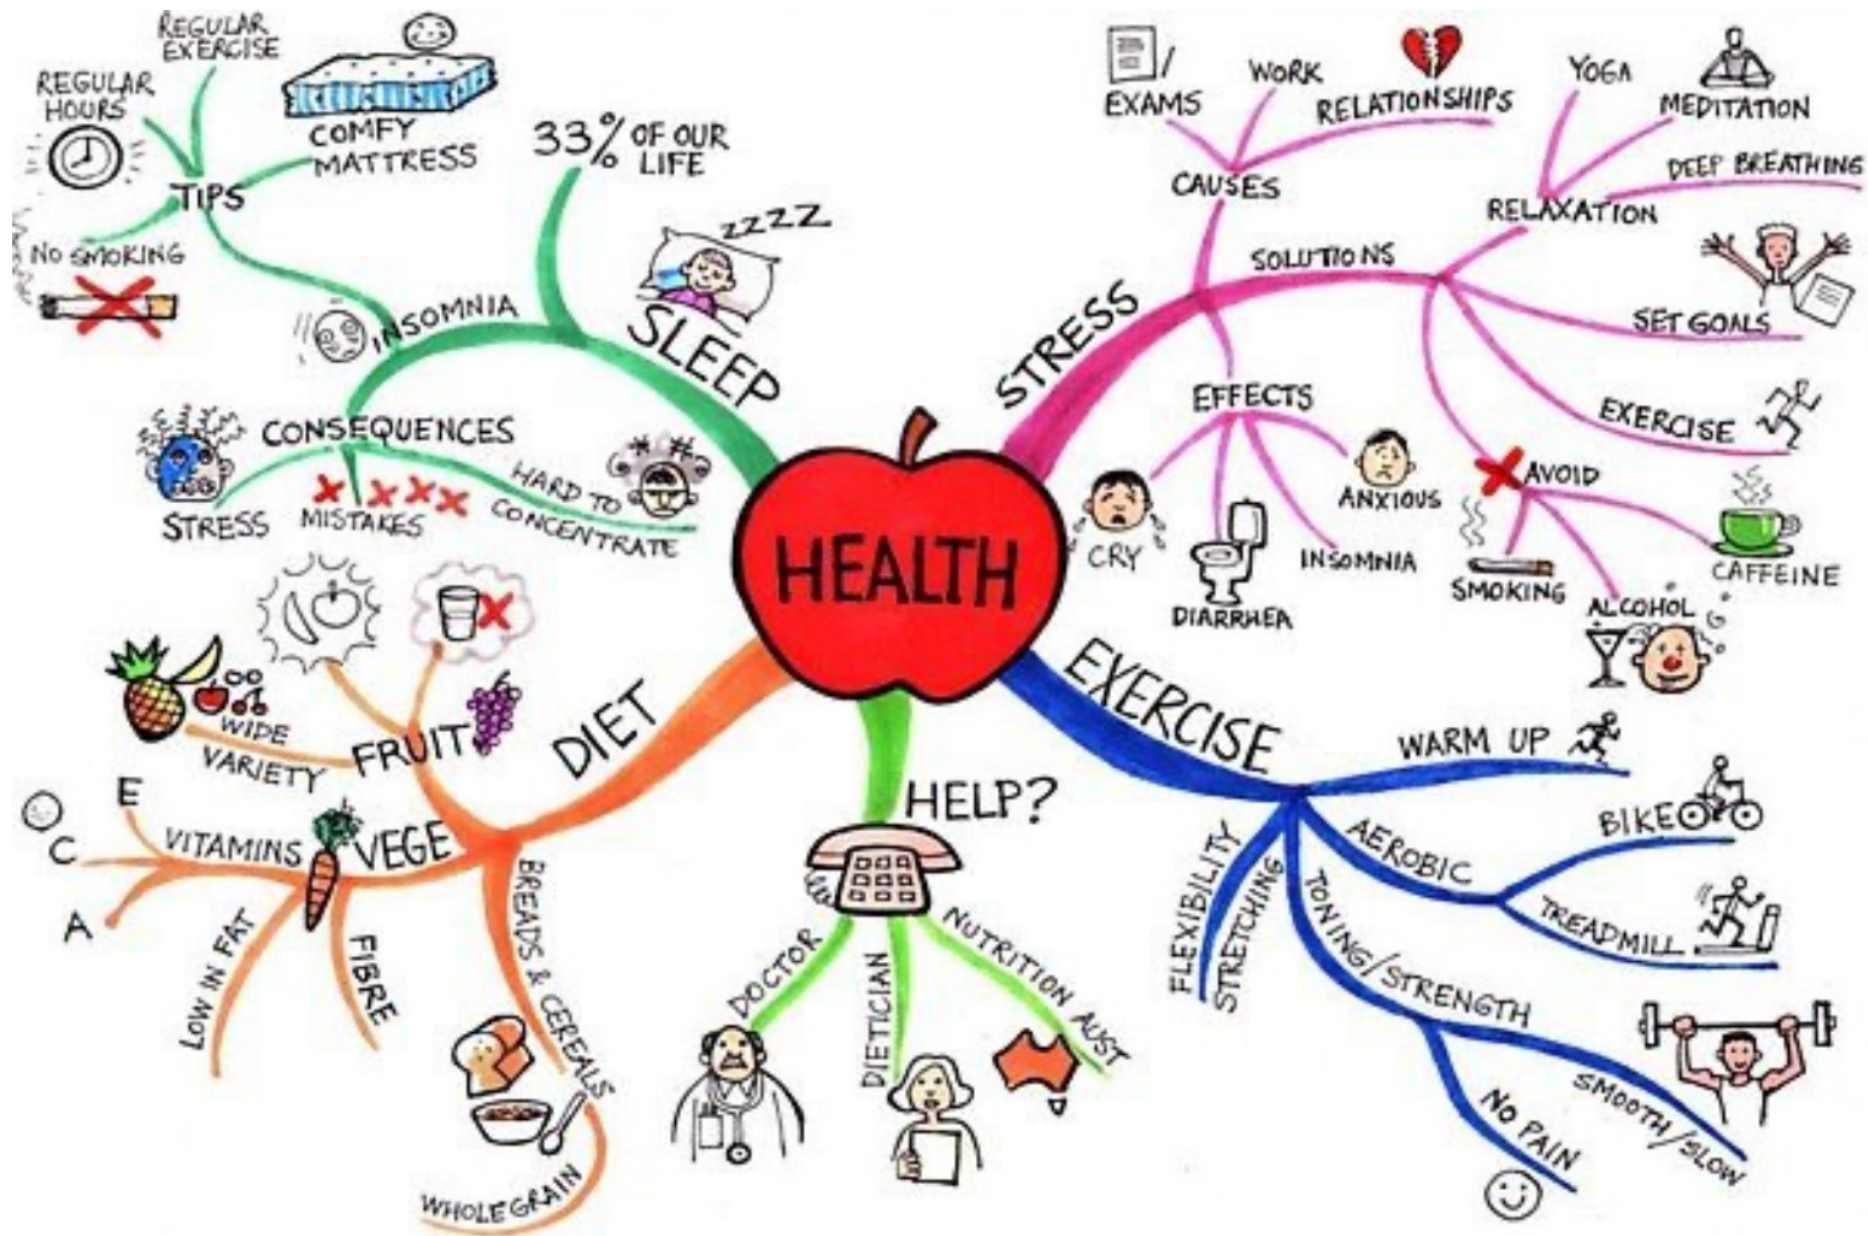 REGULAR
EXERCISE
REGULAR
HOURS
COMFY
MATTRESS
TIPS
NO SMOKING
33% OF OUR
LIFE
ZZZZ
INSOMNIA
SLEEP
CONSEQUENCES
STRESS
MISTAKES
HARD TO
CONCENTRATE
EXAMS
WORK
RELATIONSHIPS
CAUSES
YOGA
MEDITATION
DEEP BREATHING
RELAXATION
SOLUTIONS
STRESS
SET GOALS
EXERCISE
EFFECTS
CRY
DIARRHEA
INSOMNIA
ANXIOUS
AVOID
SMOKING
ALCOHOL
CAFFEINE
HEALTH
DIET
FRUIT
WIDE
VARIETY
VEGE
VITAMINS
E
C
A
LOW IN FAT
FIBRE
BREADS & CEREALS
WHOLEGRAIN
HELP?
DOCTOR
DIETICIAN
NUTRITION AUST
EXERCISE
WARM UP
AEROBIC
BIKE
TREADMILL
FLEXIBILITY
STRETCHING
TONING/STRENGTH
NO PAIN
SMOOTH/SLOW